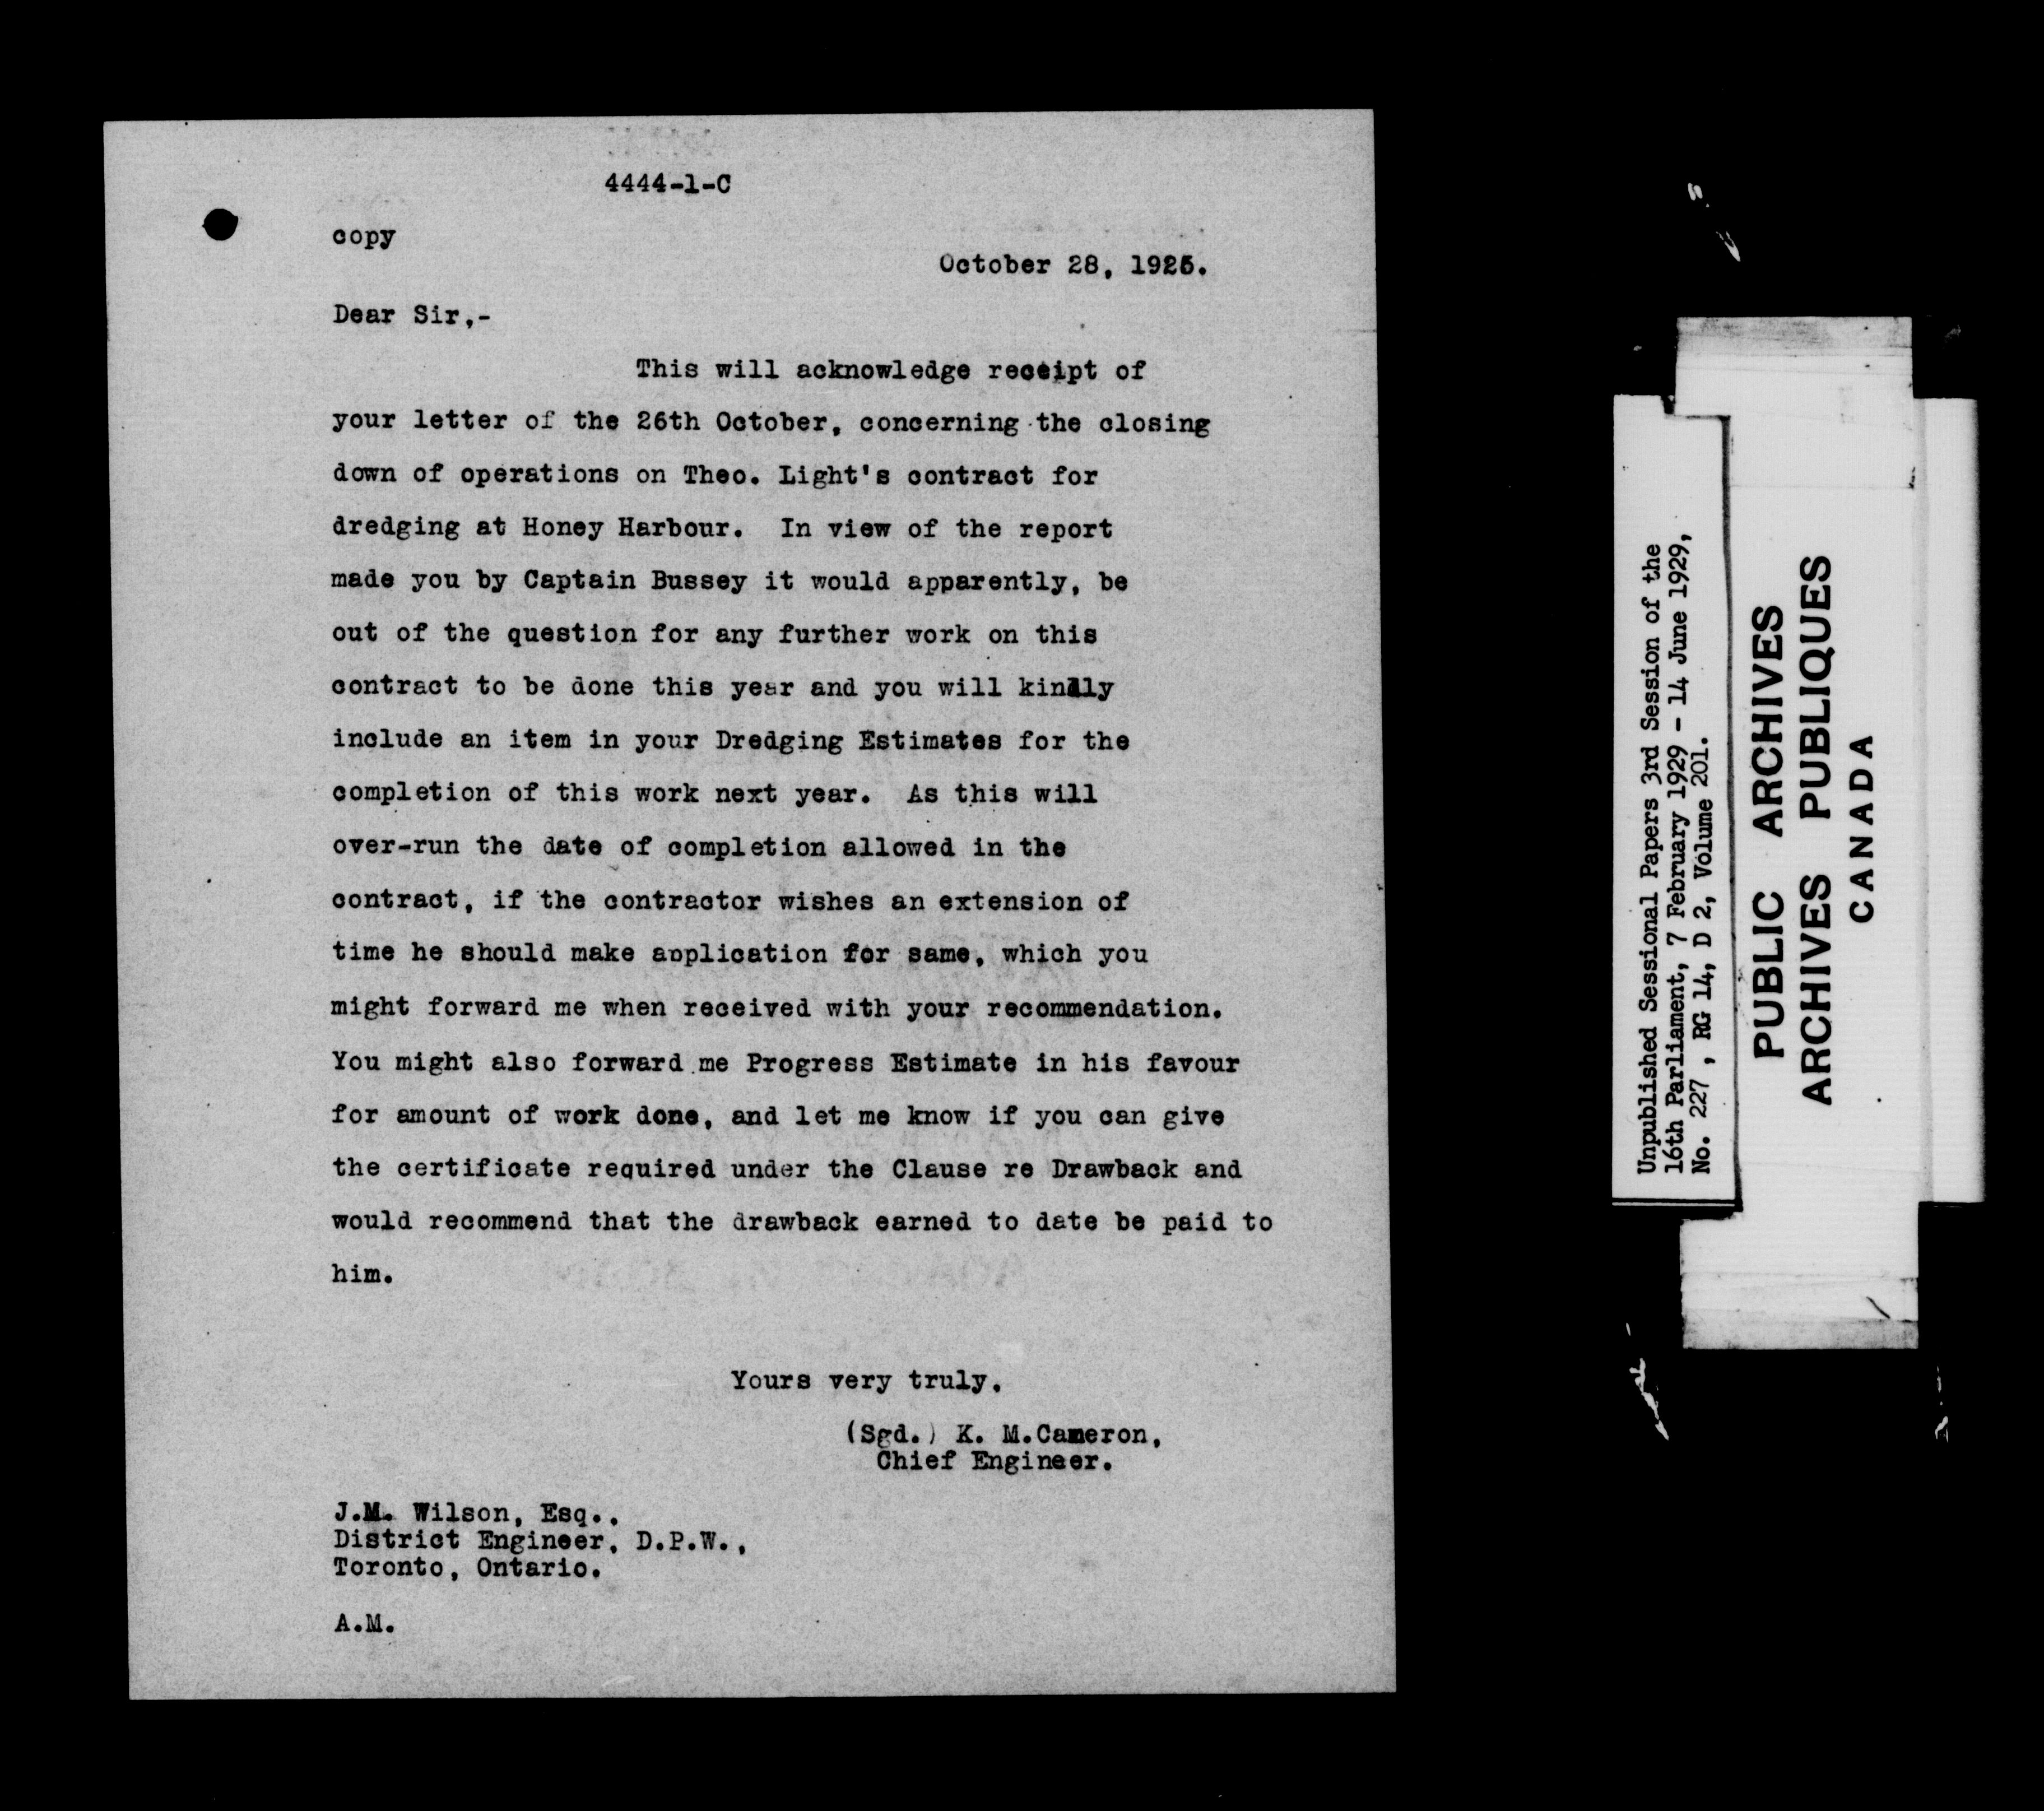 4444-1-C
copy
October 28, 1926.
Dear Sir,-
This will acknowledge receipt of
your letter of the 26th October, concerning the closing
down of operations on Theo. Light's contract for
dredging at Honey Harbour. In view of the report
made you by Captain Bussey it would apparently, be
out of the question for any further work on this
contract to be done this year and you will kindly
include an item in your Dredging Estimates for the
completion of this work next year. As this will
over-run the date of completion allowed in the
contract, if the contractor wishes an extension of
time he should make application for same, which you
might forward me when received with your recommendation.
You might also forward me Progress Estimate in his favour
for amount of work done, and let me know if you can give
the certificate required under the Clause re Drawback and
would recommend that the drawback earned to date be paid to
him.
Yours very truly,
(Sgd.) K. M.Cameron,
Chief Engineer.
J.M. Wilson, Esq.,
District Engineer, D.P.W.,
Toronto, Ontario.
A.M.
Unpublished Sessional Papers 3rd Session of the
16th Parliament, 7 February 1929 - 14 June 1929,
No. 227 , RG 14, D 2, Volume 201.
PUBLIC ARCHIVES
ARCHIVES PUBLIQUES
CANADA